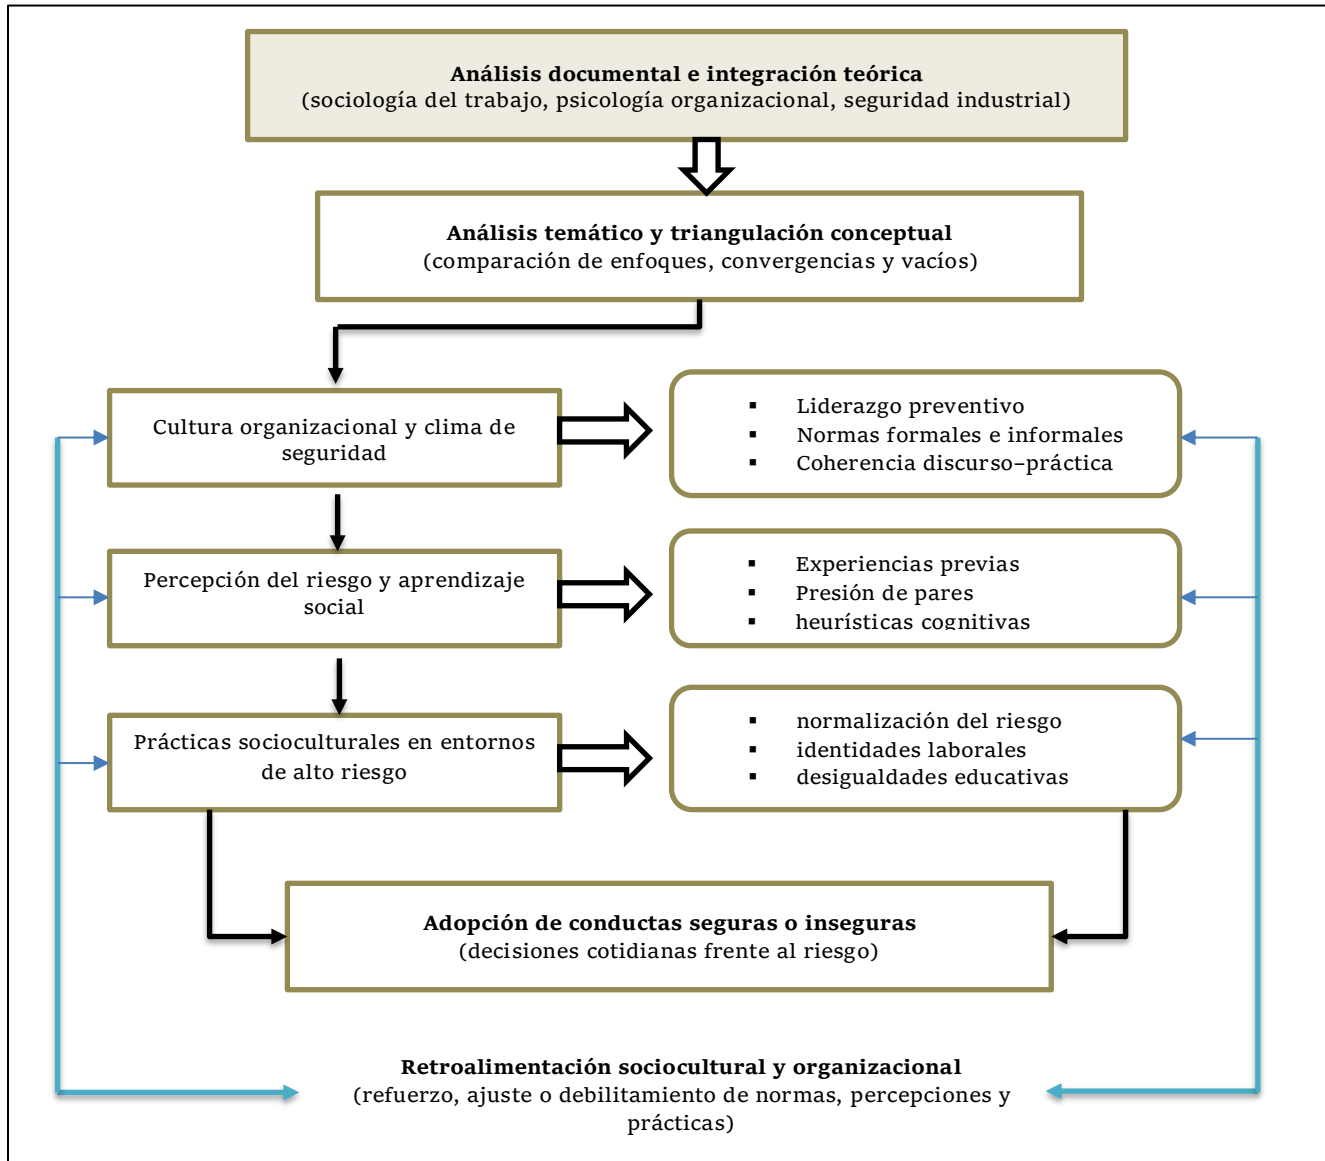 Análisis documental e integración teórica
(sociología del trabajo, psicología organizacional, seguridad industrial)
Análisis temático y triangulación conceptual
(comparación de enfoques, convergencias y vacíos)
Cultura organizacional y clima de
seguridad
▪ Liderazgo preventivo
▪ Normas formales e informales
▪ Coherencia discurso–práctica
Percepción del riesgo y aprendizaje
social
▪ Experiencias previas
▪ Presión de pares
▪ heurísticas cognitivas
Prácticas socioculturales en entornos
de alto riesgo
▪ normalización del riesgo
▪ identidades laborales
▪ desigualdades educativas
Adopción de conductas seguras o inseguras
(decisiones cotidianas frente al riesgo)
Retroalimentación sociocultural y organizacional
(refuerzo, ajuste o debilitamiento de normas, percepciones y
prácticas)